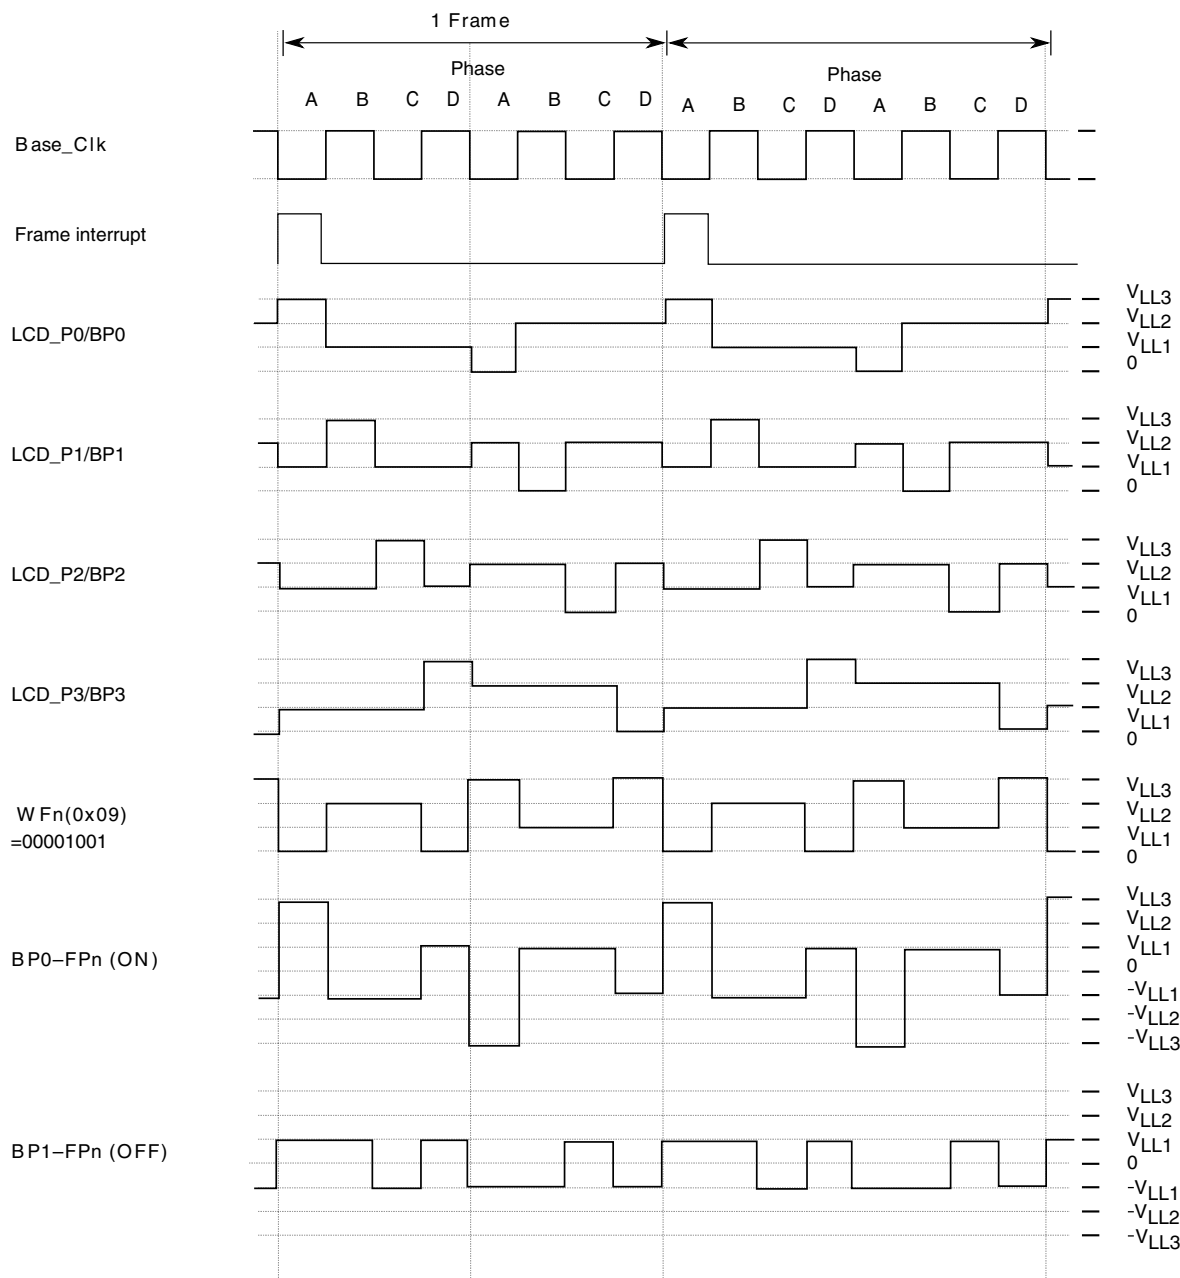 1 Frame
Phase
Phase
A B C D A B C D A B C D A B C D
Base_Clk
Frame interrupt
LCD_P0/BP0
VLL3
VLL2
VLL1
0
LCD_P1/BP1
VLL3
VLL2
VLL1
0
LCD_P2/BP2
VLL3
VLL2
VLL1
0
LCD_P3/BP3
VLL3
VLL2
VLL1
0
WFn(0x09)
=00001001
VLL3
VLL2
VLL1
0
BP0–FPn (ON)
VLL3
VLL2
VLL1
0
-VLL1
-VLL2
-VLL3
BP1–FPn (OFF)
VLL3
VLL2
VLL1
0
-VLL1
-VLL2
-VLL3